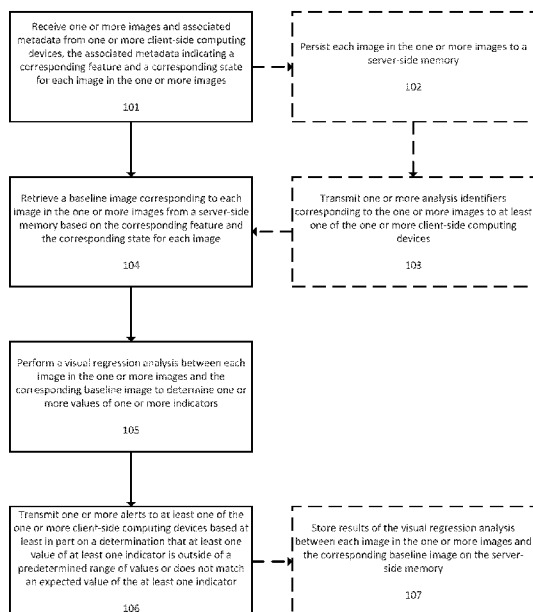 Receive one or more images and associated
metadata from one or more client-side computing
devices, the associated metadata indicating a
corresponding feature and a corresponding state
for each image in the one or more images
101
Persist each image in the one or more images to a
server-side memory
102
Retrieve a baseline image corresponding to each
image in the one or more images from a server-side
memory based on the corresponding feature and
the corresponding state for each image
104
Transmit one or more analysis identifiers
corresponding to the one or more images to at least
one of the one or more client-side computing
devices
103
Perform a visual regression analysis between each
image in the one or more images and the
corresponding baseline image to determine one or
more values of one or more indicators
105
Transmit one or more alerts to at least one of the
one or more client-side computing devices based at
least in part on a determination that at least one
value of at least one indicator is outside of a
predetermined range of values or does not match
an expected value of the at least one indicator
106
Store results of the visual regression analysis
between each image in the one or more images and
the corresponding baseline image on the server-
side memory
107